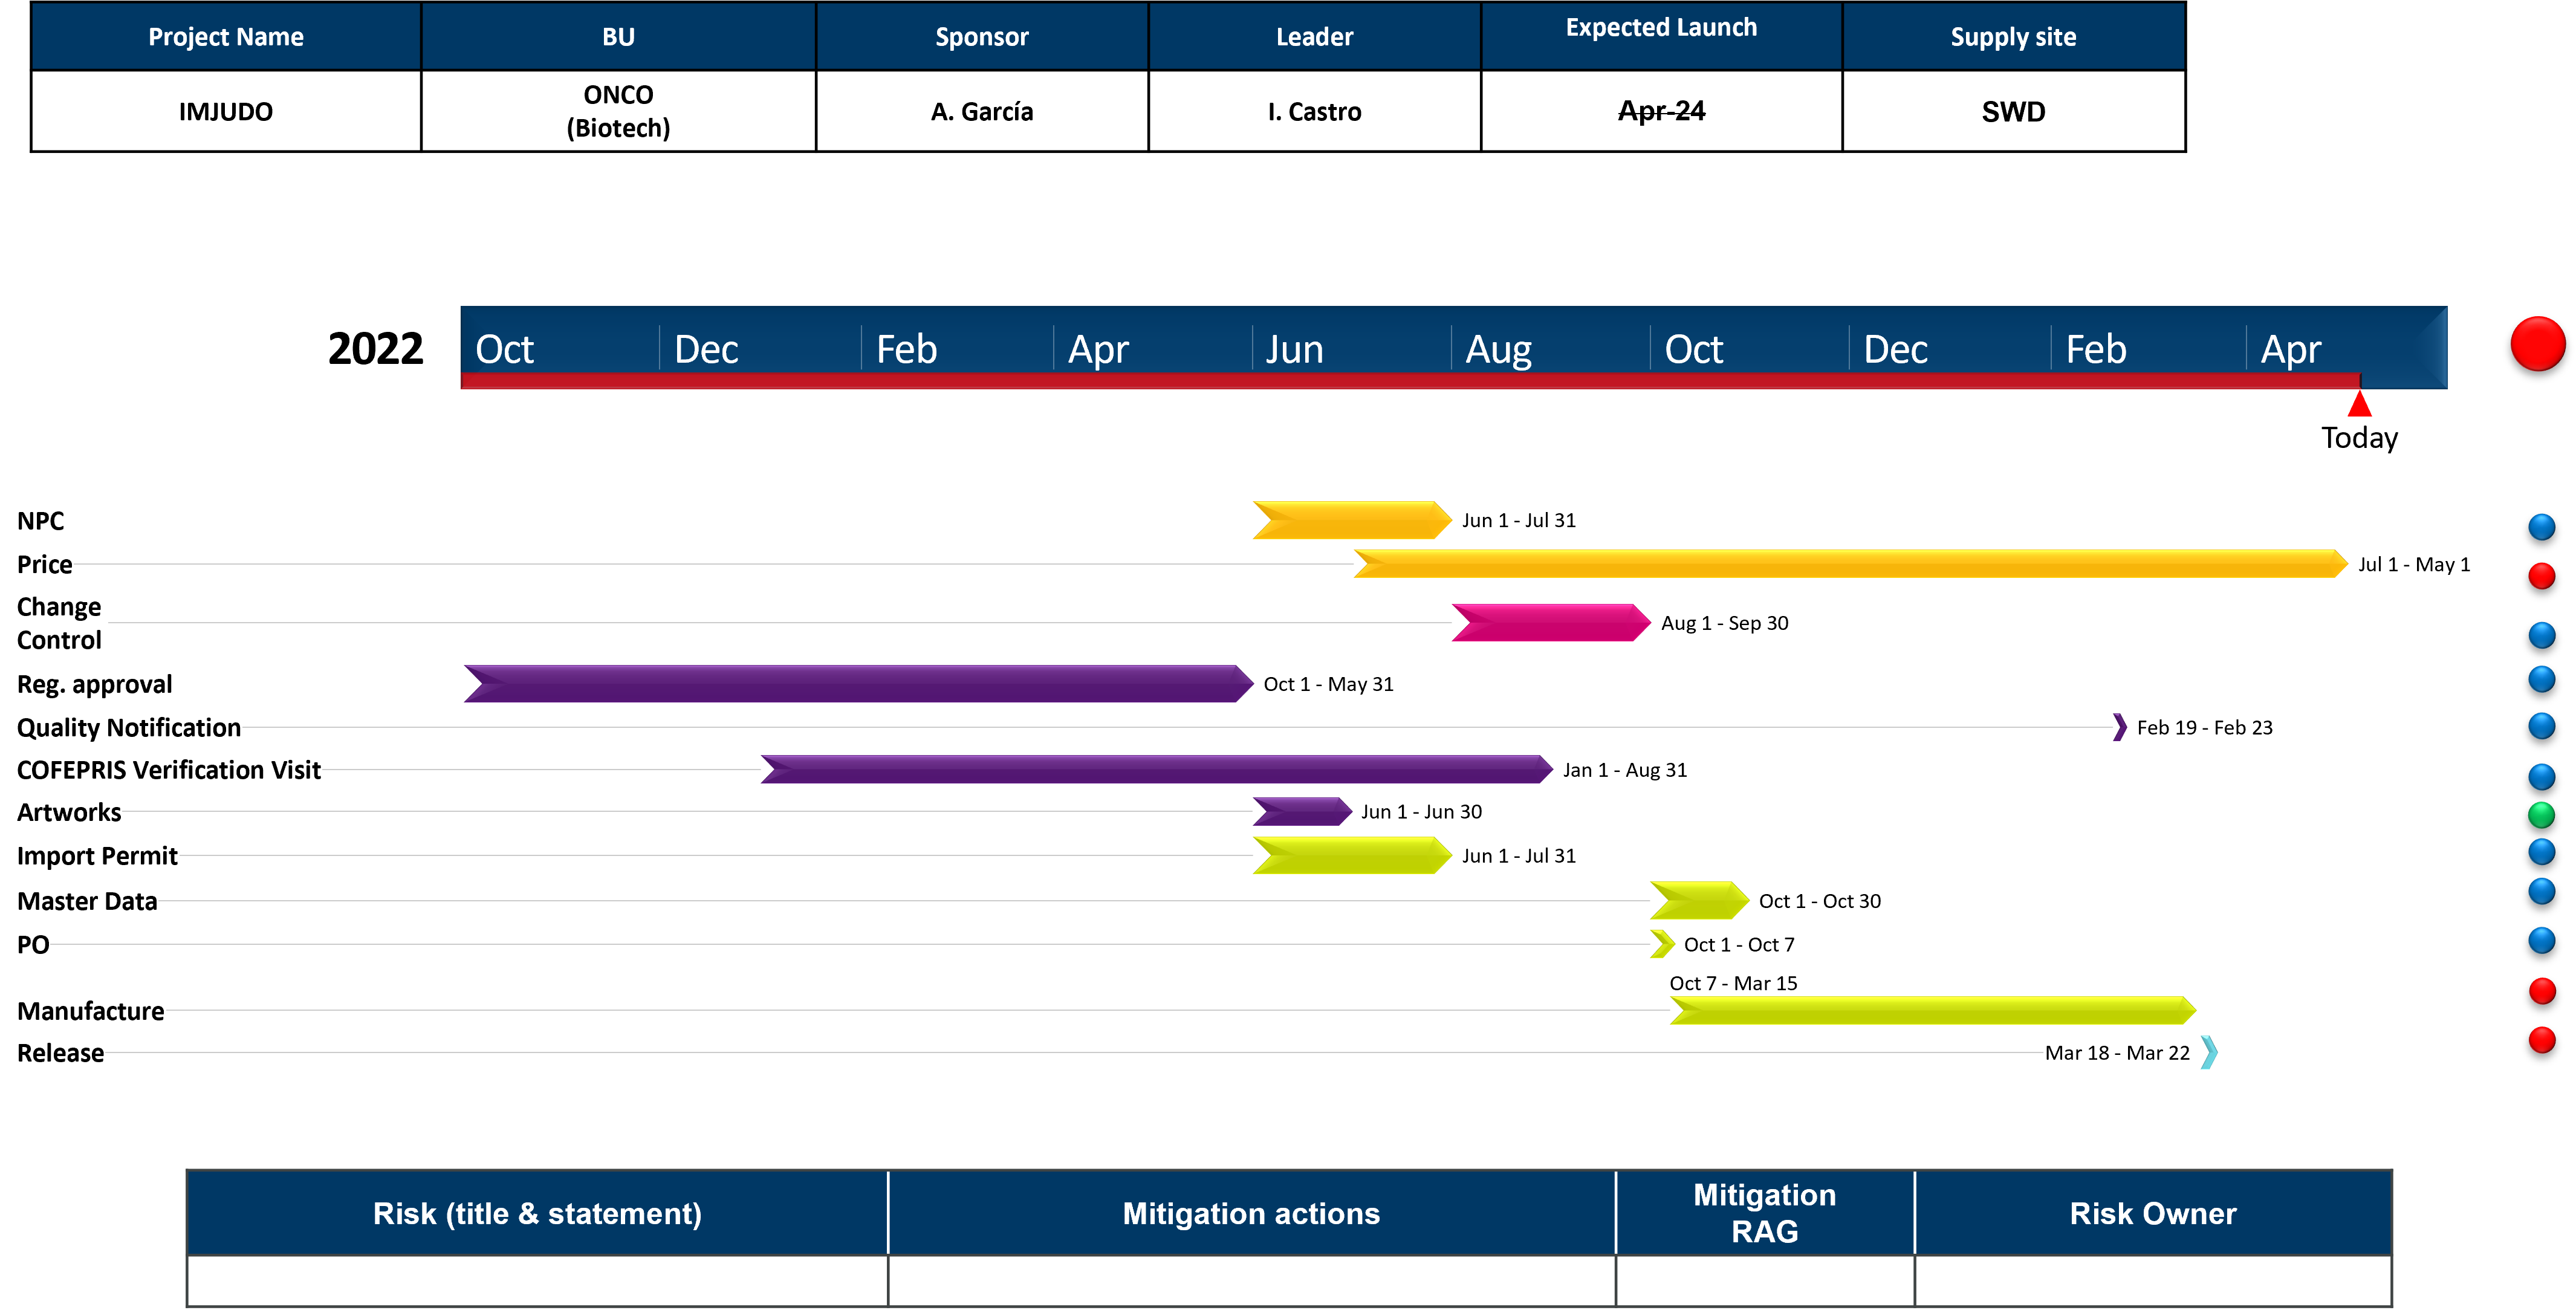 Project Name BU Sponsor Leader Expected Launch Supply site
IMJUDO ONCO (Biotech) A. García I. Castro Apr-24 SWD
2022 Oct Dec Feb Apr Jun Aug Oct Dec Feb Apr
Today
NPC Jun 1 - Jul 31
Price Jul 1 - May 1
Change
Control Aug 1 - Sep 30
Reg. approval Oct 1 - May 31
Quality Notification Feb 19 - Feb 23
COFEPRIS Verification Visit Jan 1 - Aug 31
Artworks Jun 1 - Jun 30
Import Permit Jun 1 - Jul 31
Master Data Oct 1 - Oct 30
PO Oct 1 - Oct 7
Oct 7 - Mar 15
Manufacture
Release Mar 18 - Mar 22
Risk (title & statement) Mitigation actions Mitigation RAG Risk Owner